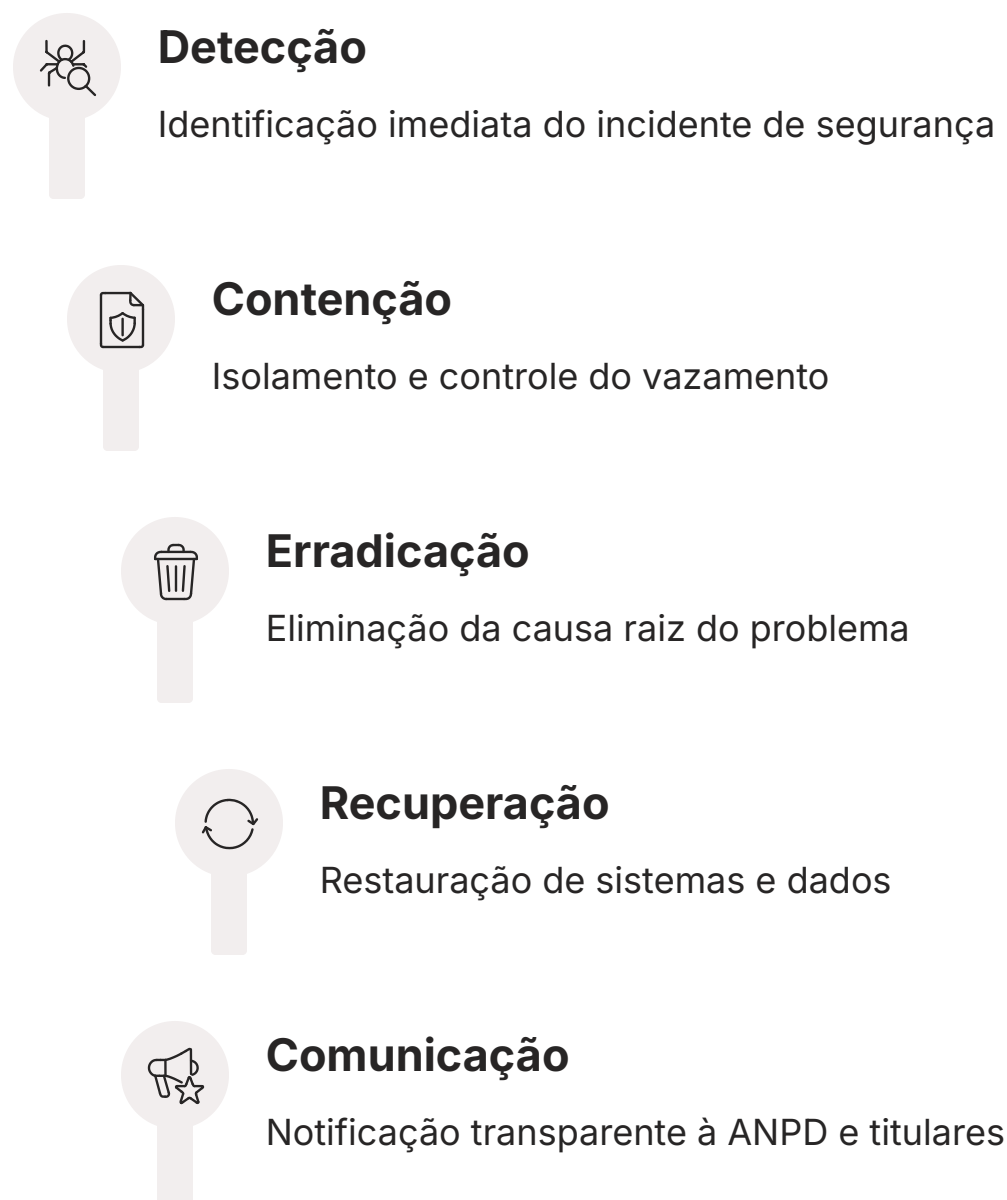 Detecção
Identificação imediata do incidente de segurança
Contenção
Isolamento e controle do vazamento
Erradicação
Eliminação da causa raiz do problema
Recuperação
Restauração de sistemas e dados
Comunicação
Notificação transparente à ANPD e titulares